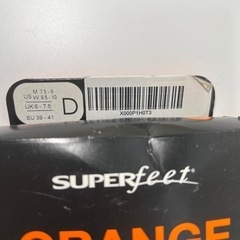 M 7.5 - 9
US W 8.5 - 10
UK 6 - 7.5
EU 39 - 41
D
X000P1H0T3
SUPERfeet
ORANGE